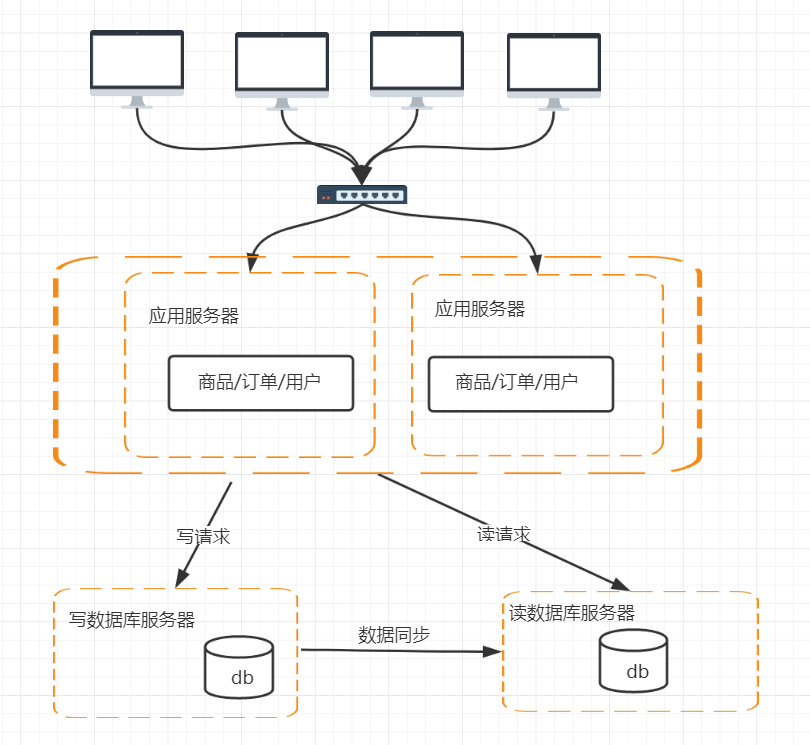 应用服务器
应用服务器
商品/订单/用户
商品/订单/用户
写请求
读请求
写数据库服务器
读数据库服务器
数据同步
db
db